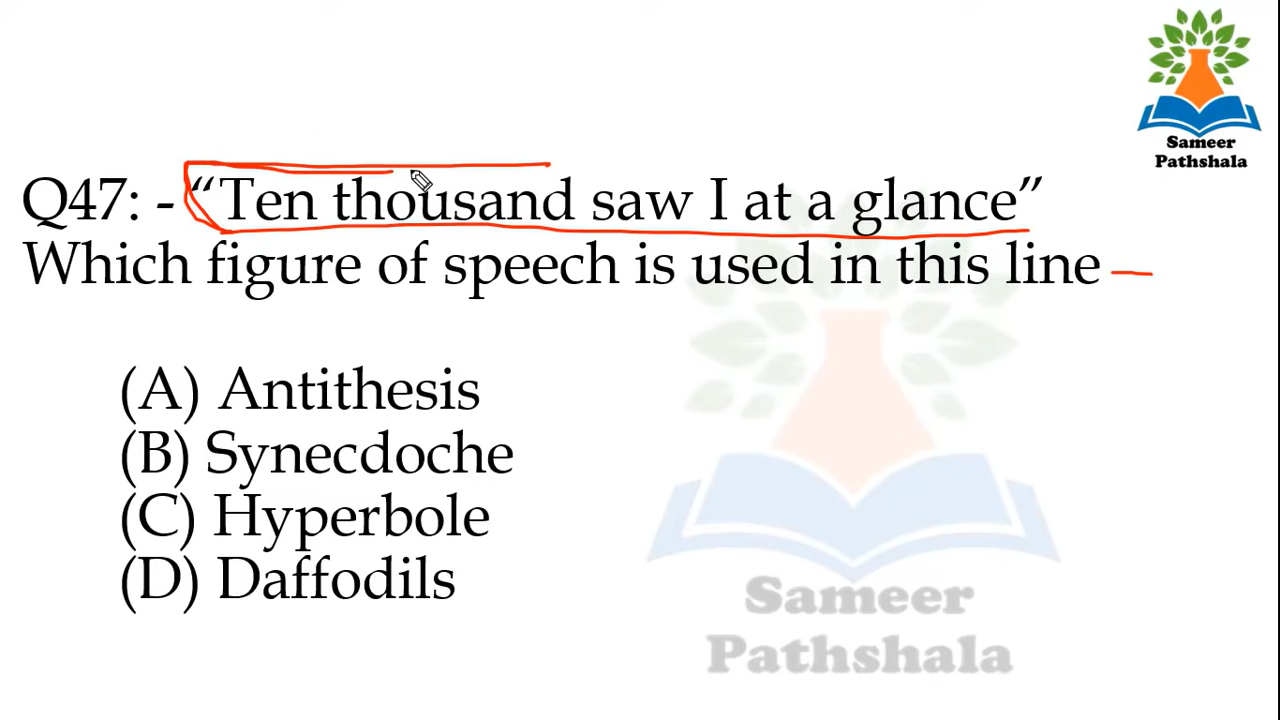 Sameer
Pathshala
Q47: - “Ten thousand saw I at a glance”
Which figure of speech is used in this line
(A) Antithesis
(B) Synecdoche
(C) Hyperbole
(D) Daffodils
Sameer
Pathshala